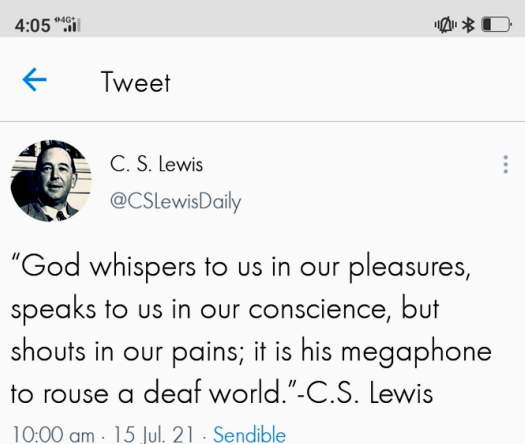 4:05 4G+
Tweet
C. S. Lewis
@CSLewisDaily
“God whispers to us in our pleasures,
speaks to us in our conscience, but
shouts in our pains; it is his megaphone
to rouse a deaf world.”-C.S. Lewis
10:00 am · 15 Jul. 21 · Sendible